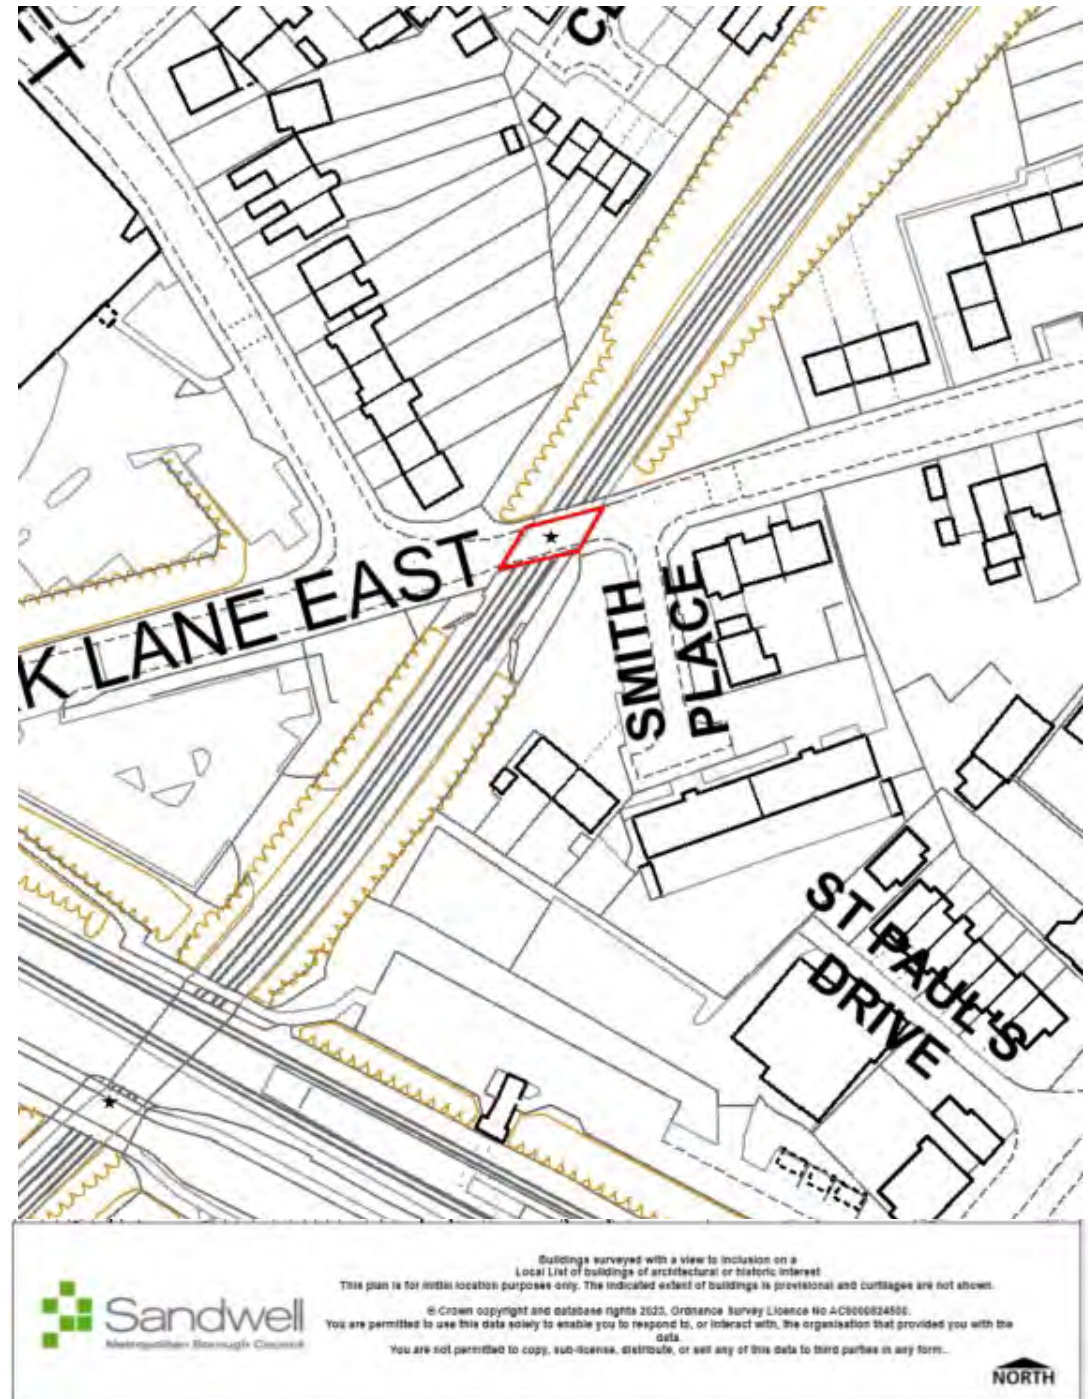 K LANE EAST
SMITH
PLACE
ST PAUL'S
DRIVE
Sandwell
Metropolitan Borough Council
Buildings surveyed with a view to inclusion on a
Local List of buildings of architectural or historic interest
This plan is for initial location purposes only. The indicated extent of buildings is provisional and curtilages are not shown.
© Crown copyright and database rights 2023, Ordnance Survey Licence No
You are permitted to use this data solely to enable you to respond to, or interact with, the organisation that provided you with the
data.
You are not permitted to copy, sub-license, distribute, or sell any of this data to third parties in any form.
NORTH